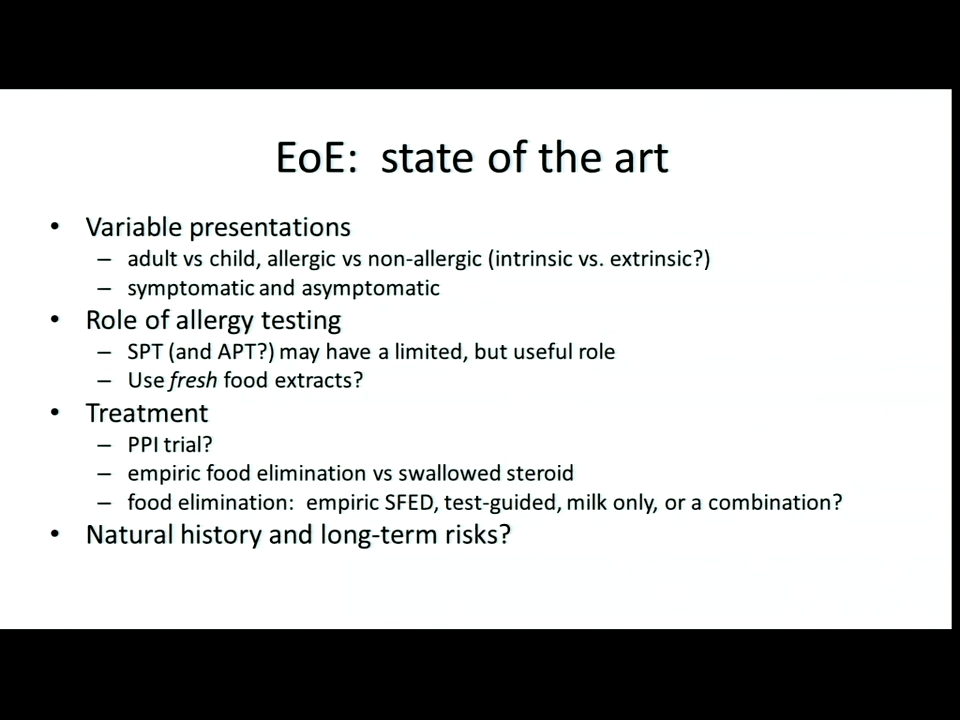 EoE: state of the art
• Variable presentations
– adult vs child, allergic vs non-allergic (intrinsic vs. extrinsic?)
– symptomatic and asymptomatic
• Role of allergy testing
– SPT (and APT?) may have a limited, but useful role
– Use fresh food extracts?
• Treatment
– PPI trial?
– empiric food elimination vs swallowed steroid
– food elimination: empiric SFED, test-guided, milk only, or a combination?
• Natural history and long-term risks?